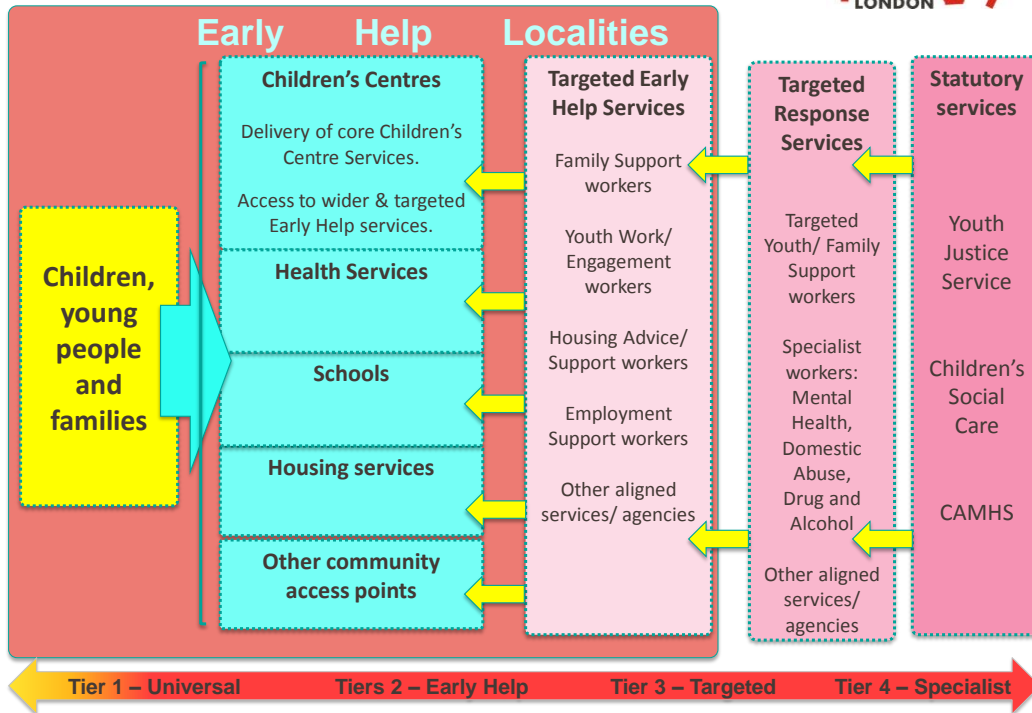 LONDON
Early Help Localities
Children,
young
people
and
families
Children's Centres
Delivery of core Children's
Centre Services.
Access to wider & targeted
Early Help services.
Health Services
Schools
Housing services
Other community
access points
Targeted Early
Help Services
Family Support
workers
Youth Work/
Engagement
workers
Housing Advice/
Support workers
Employment
Support workers
Other aligned
services/ agencies
Targeted
Response
Services
Targeted
Youth/ Family
Support
workers
Specialist
workers:
Mental
Health,
Domestic
Abuse,
Drug and
Alcohol
Other aligned
services/
agencies
Statutory
services
Youth
Justice
Service
Children's
Social
Care
CAMHS
Tier 1 – Universal
Tiers 2 – Early Help
Tier 3 – Targeted
Tier 4 – Specialist